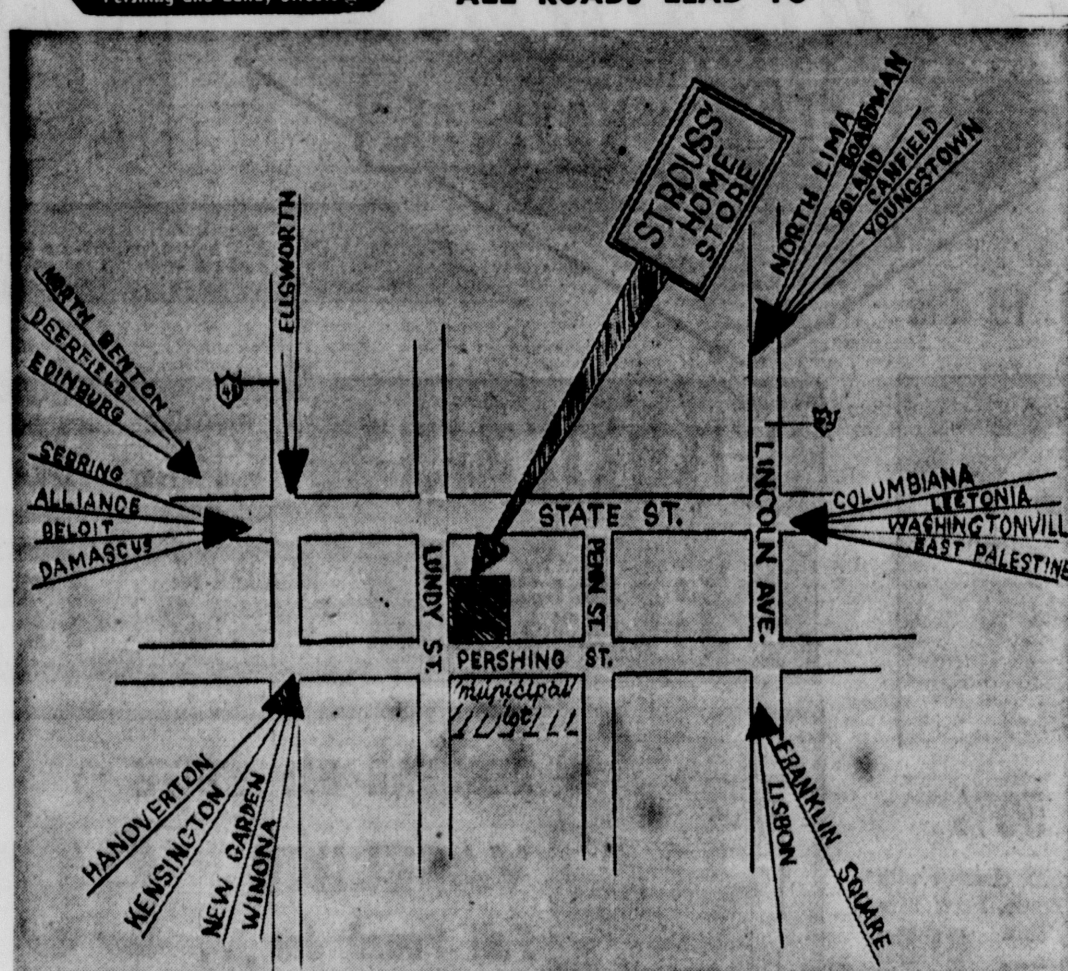 ALL ROADS LEAD TO
STROUSS'
HOME
STORE
NORTH LIMA
BOARDMAN
POLAND
CANFIELD
YOUNGSTOWN
ELLSWORTH
NORTH BENTON
DEERFIELD
EDINBURG
SEBRING
ALLIANCE
BELOIT
DAMASCUS
STATE ST.
LUNDY ST.
PENN ST.
LINCOLN AVE.
COLUMBIANA
LEETONIA
WASHINGTONVILL
EAST PALESTINE
PERSHING ST.
municipal
lot
HANOVERTON
KENSINGTON
NEW GARDEN
WINONA
LISBON
FRANKLIN SQUARE